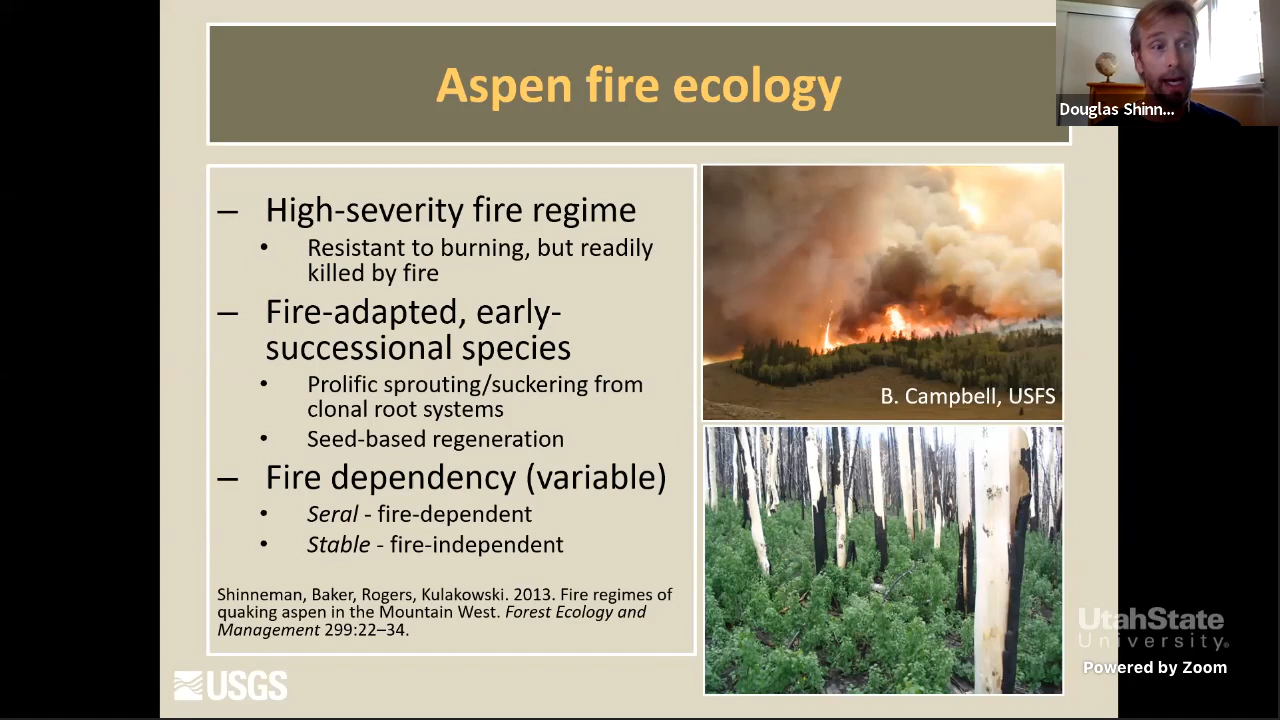 Aspen fire ecology
Douglas Shinn...
– High-severity fire regime
• Resistant to burning, but readily
killed by fire
– Fire-adapted, early-
successional species
• Prolific sprouting/suckering from
clonal root systems
• Seed-based regeneration
– Fire dependency (variable)
• Seral - fire-dependent
• Stable - fire-independent
Shinneman, Baker, Rogers, Kulakowski. 2013. Fire regimes of
quaking aspen in the Mountain West. Forest Ecology and
Management 299:22–34.
B. Campbell, USFS
USGS
UtahState
University®
Powered by Zoom